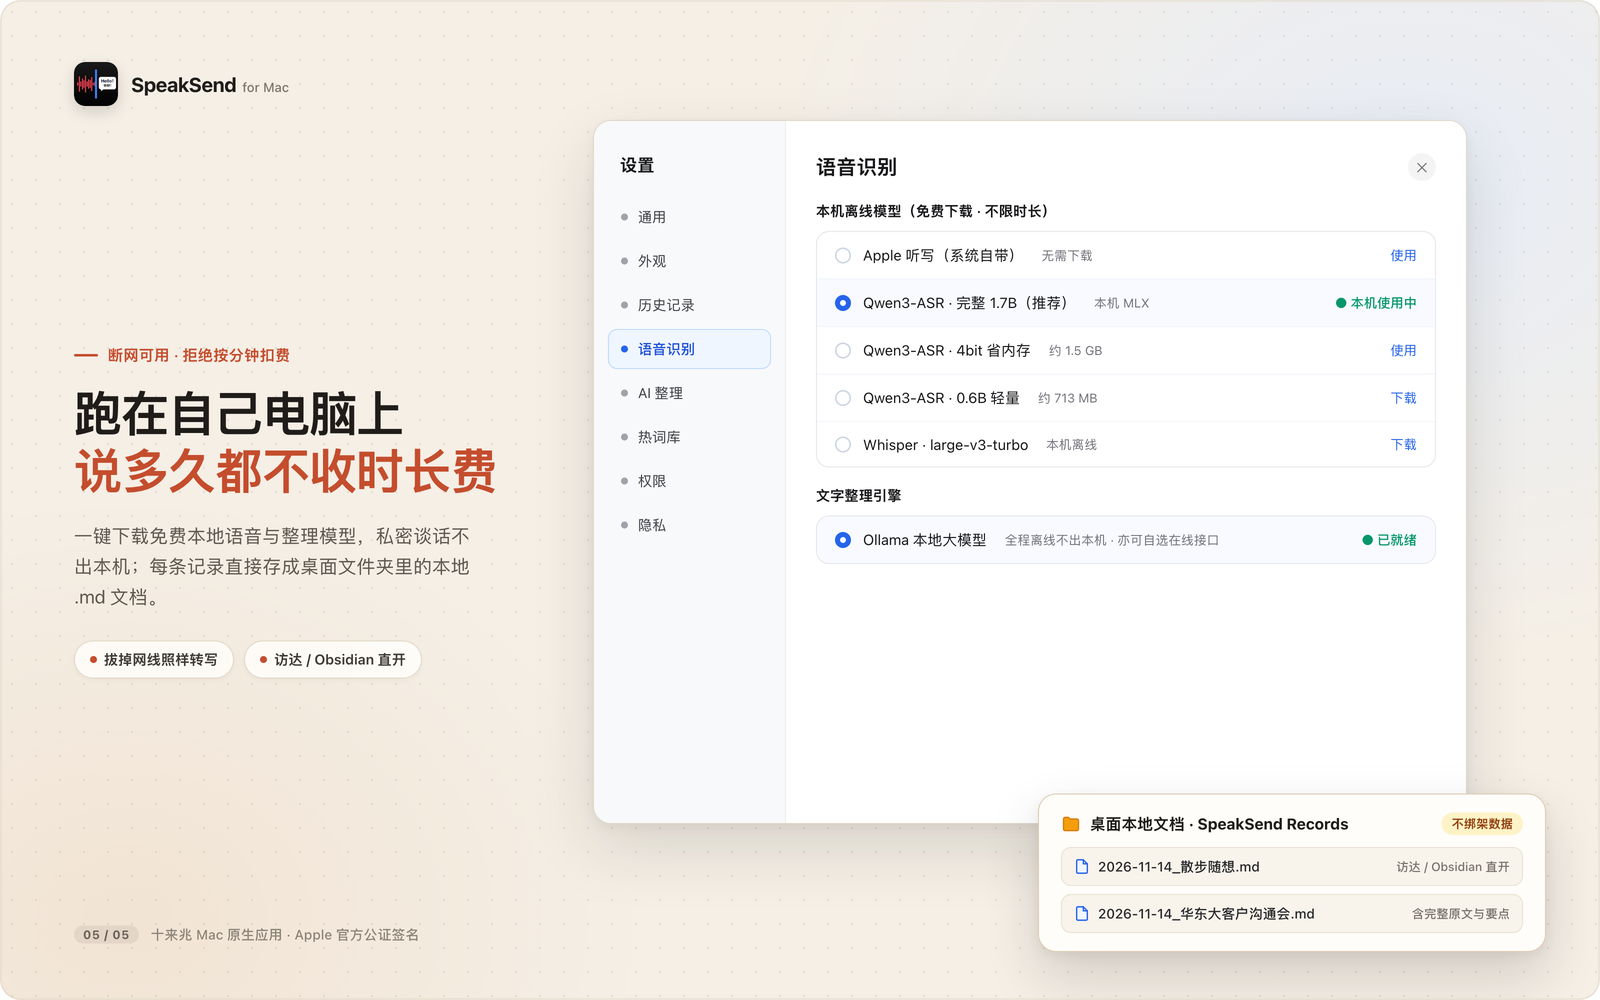 SpeakSend for Mac
断网可用 · 拒绝按分钟扣费
跑在自己电脑上
说多久都不收时长费
一键下载免费本地语音与整理模型，私密谈话不
出本机；每条记录直接存成桌面文件夹里的本地
.md 文档。
拔掉网线照样转写
访达 / Obsidian 直开
05 / 05
十来兆 Mac 原生应用 · Apple 官方公证签名
设置
通用
外观
历史记录
语音识别
AI 整理
热词库
权限
隐私
语音识别
本机离线模型（免费下载 · 不限时长）
Apple 听写（系统自带） 无需下载 使用
Qwen3-ASR · 完整 1.7B（推荐） 本机 MLX 本机使用中
Qwen3-ASR · 4bit 省内存 约 1.5 GB 使用
Qwen3-ASR · 0.6B 轻量 约 713 MB 下载
Whisper · large-v3-turbo 本机离线 下载
文字整理引擎
Ollama 本地大模型 全程离线不出本机 · 亦可自选在线接口 已就绪
桌面本地文档 · SpeakSend Records 不绑架数据
2026-11-14_散步随想.md 访达 / Obsidian 直开
2026-11-14_华东大客户沟通会.md 含完整原文与要点